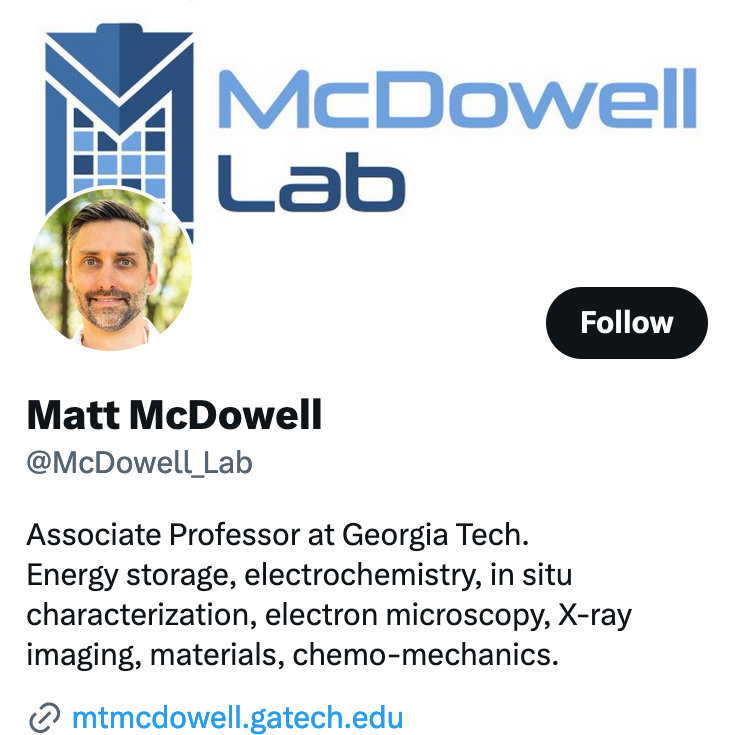 McDowell
Lab
Follow
Matt McDowell
@McDowell_Lab
Associate Professor at Georgia Tech.
Energy storage, electrochemistry, in situ
characterization, electron microscopy, X-ray
imaging, materials, chemo-mechanics.
mtmcdowell.gatech.edu